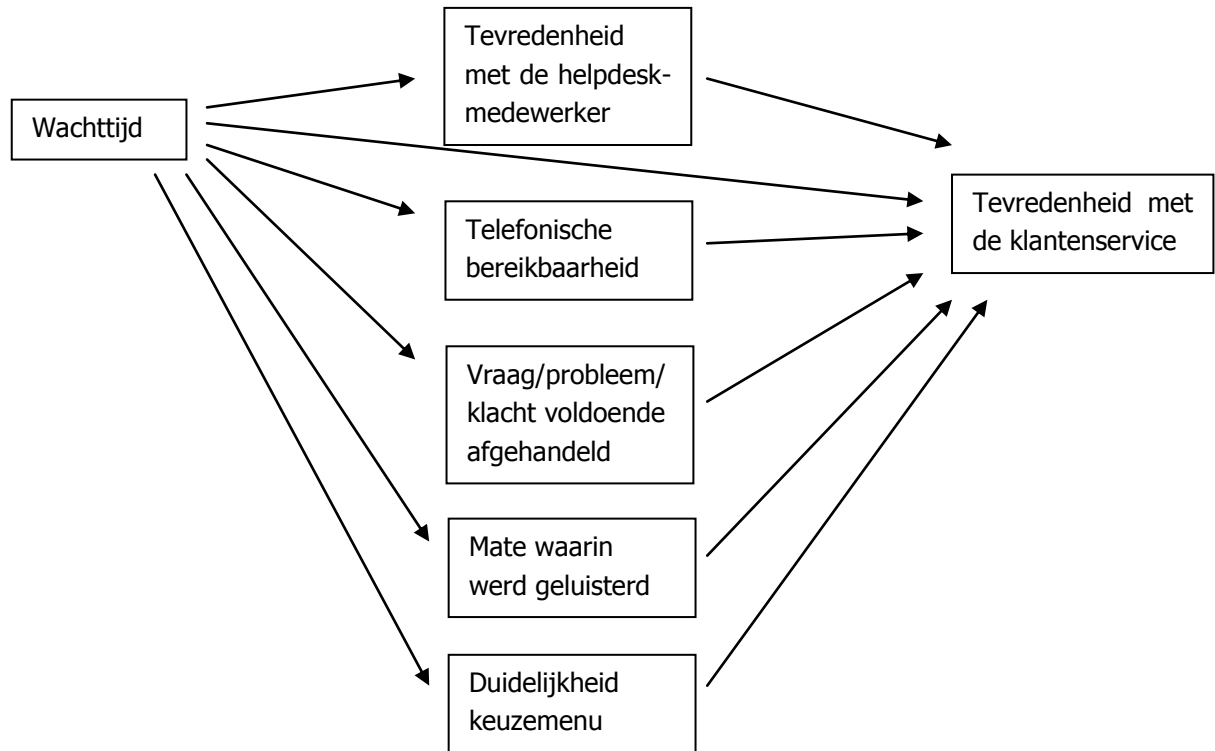 Wachttijd
Tevredenheid
met de helpdesk-
medewerker
Telefonische
bereikbaarheid
Vraag/probleem/
klacht voldoende
afgehandeld
Mate waarin
werd geluisterd
Duidelijkheid
keuzemenu
Tevredenheid met
de klantenservice